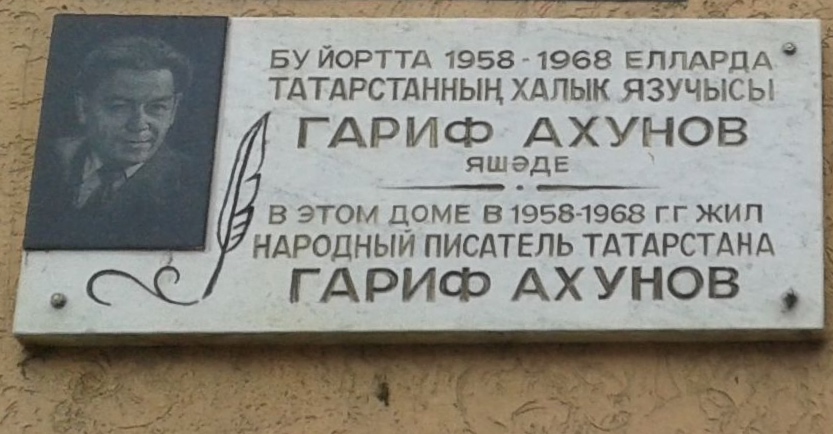 БУ ЙОРТТА 1958-1968 ЕЛЛАРДА
ТАТАРСТАННЫҢ ХАЛЫК ЯЗУЧЫСЫ
ГАРИФ АХУНОВ
ЯШӘДЕ
В ЭТОМ ДОМЕ В 1958-1968 Г.Г ЖИЛ
НАРОДНЫЙ ПИСАТЕЛЬ ТАТАРСТАНА
ГАРИФ АХУНОВ